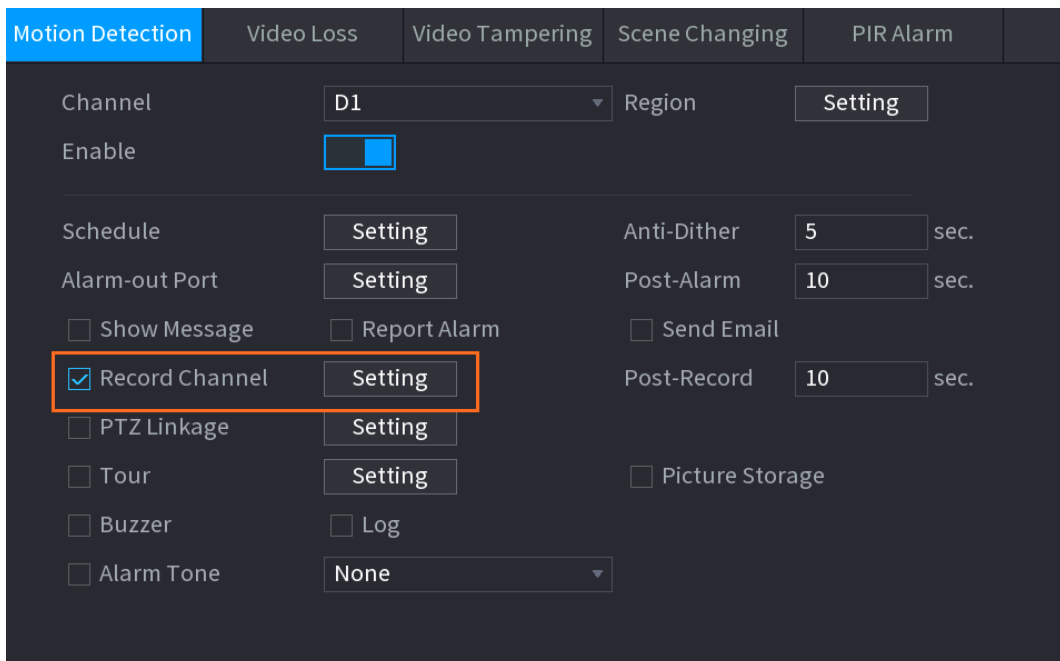 Motion Detection Video Loss Video Tampering Scene Changing PIR Alarm
Channel D1 Region Setting
Enable
Schedule Setting Anti-Dither 5 sec.
Alarm-out Port Setting Post-Alarm 10 sec.
Show Message Report Alarm Send Email
Record Channel Setting Post-Record 10 sec.
PTZ Linkage Setting
Tour Setting Picture Storage
Buzzer Log
Alarm Tone None